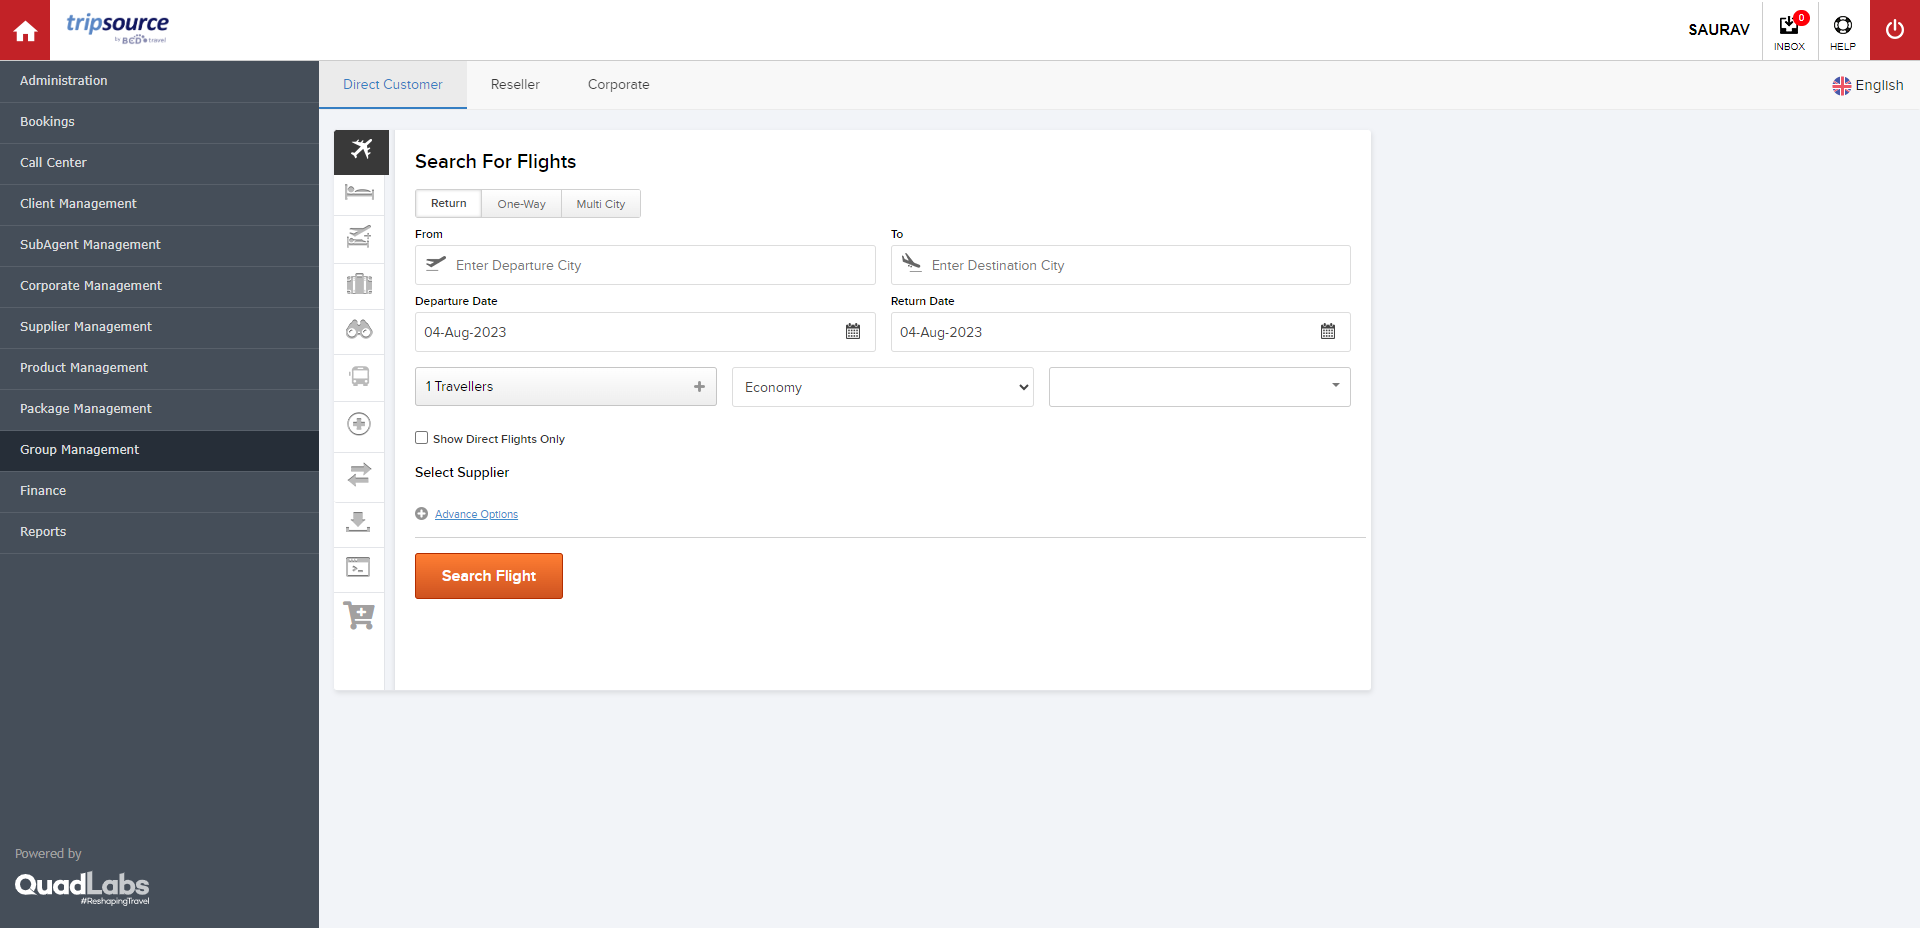 tripsource
by BCD travel
SAURAV
0
INBOX
HELP
Administration
Bookings
Call Center
Client Management
SubAgent Management
Corporate Management
Supplier Management
Product Management
Package Management
Group Management
Finance
Reports
Powered by
QuadLabs
#ReshapingTravel
Direct Customer
Reseller
Corporate
English
Search For Flights
Return
One-Way
Multi City
From
To
Enter Departure City
Enter Destination City
Departure Date
Return Date
04-Aug-2023
04-Aug-2023
1 Travellers
Economy
Show Direct Flights Only
Select Supplier
Advance Options
Search Flight